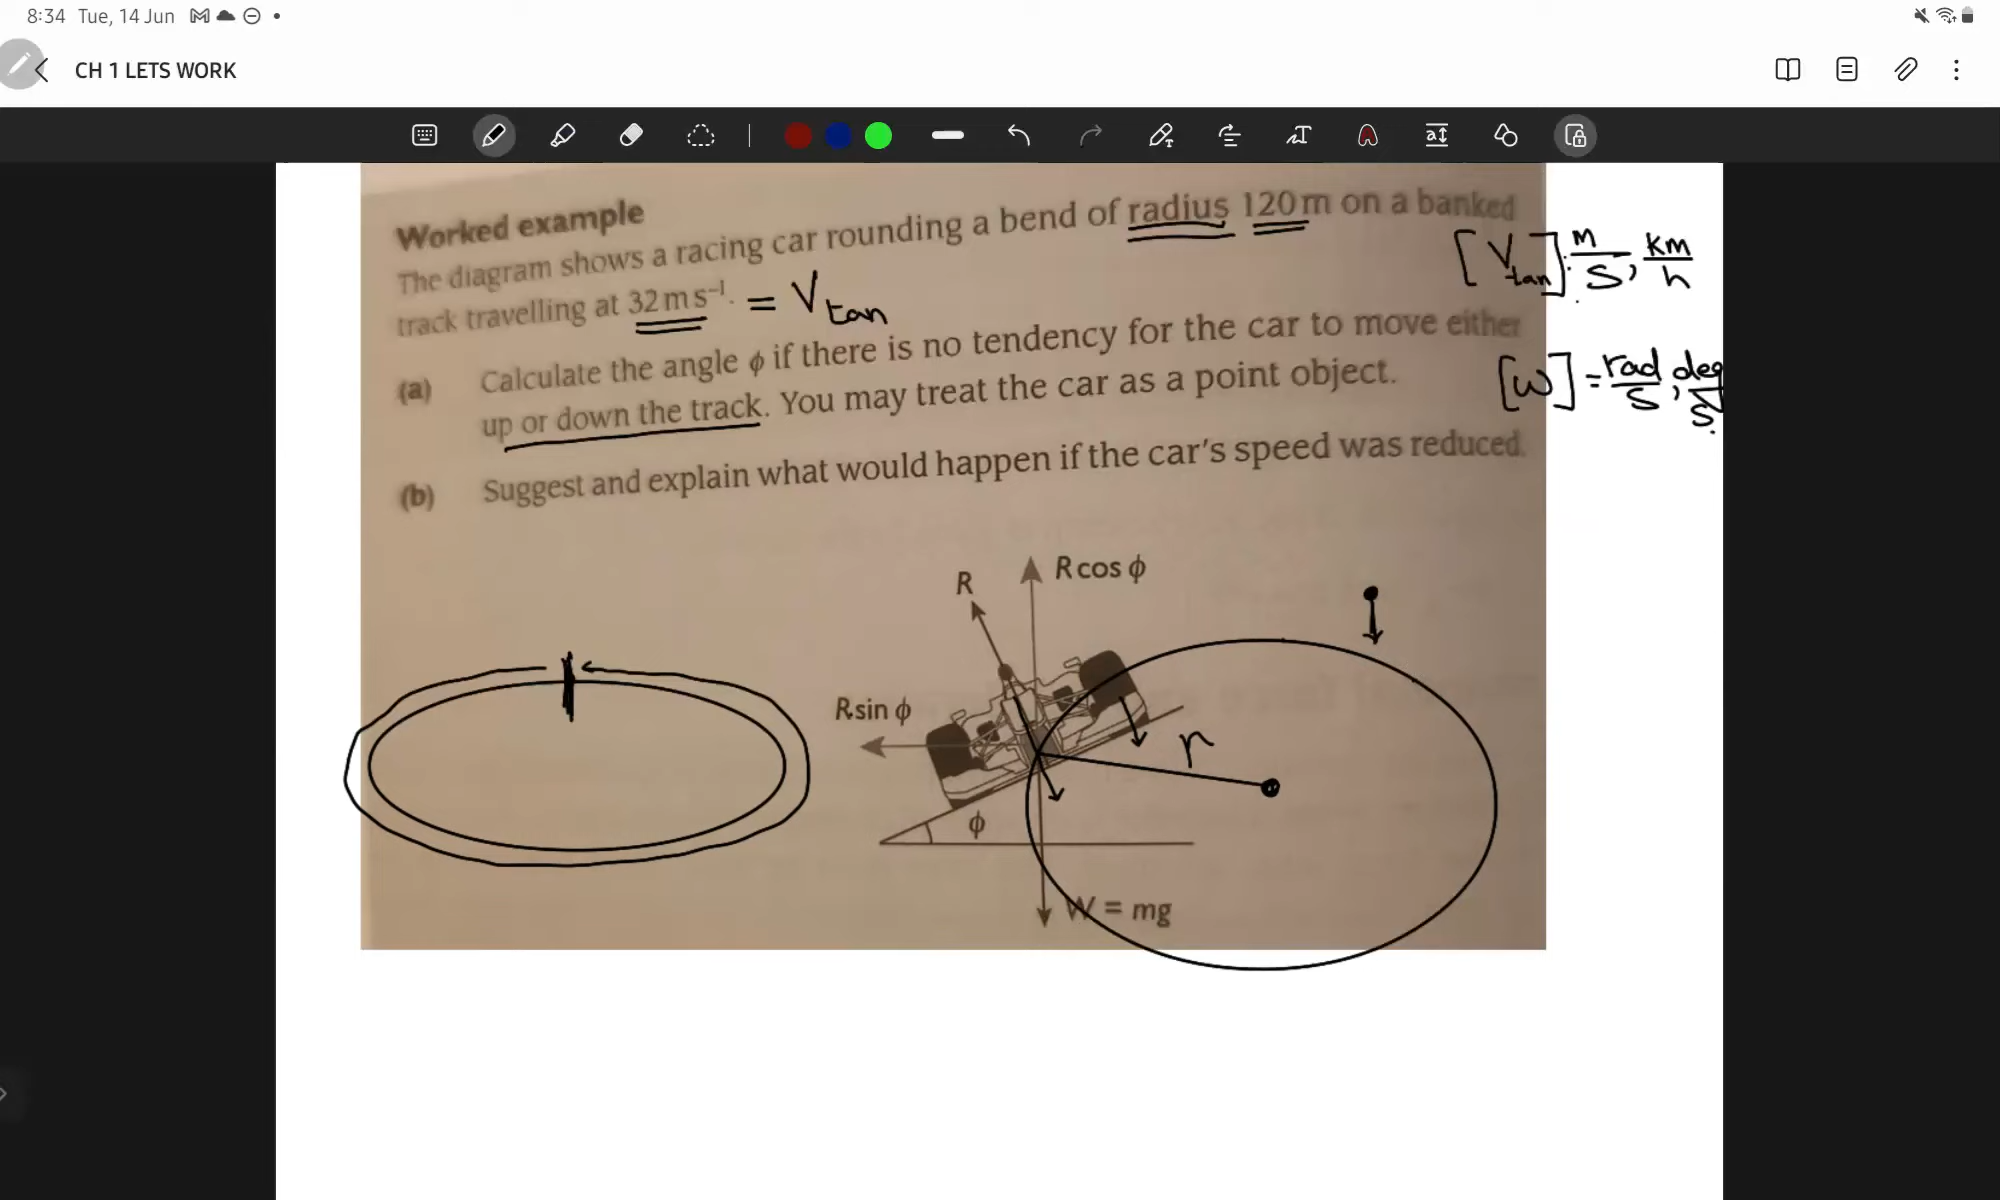 8:34 Tue, 14 Jun
CH 1 LETS WORK
Worked example
The diagram shows a racing car rounding a bend of radius 120 m on a banked
track travelling at 32 m s⁻¹. = Vtan
[Vtan]: m/s, km/h
(a) Calculate the angle ϕ if there is no tendency for the car to move either
up or down the track. You may treat the car as a point object.
[ω] = rad/s, deg/s.
(b) Suggest and explain what would happen if the car's speed was reduced.
R
R cos ϕ
R sin ϕ
r
ϕ
W = mg